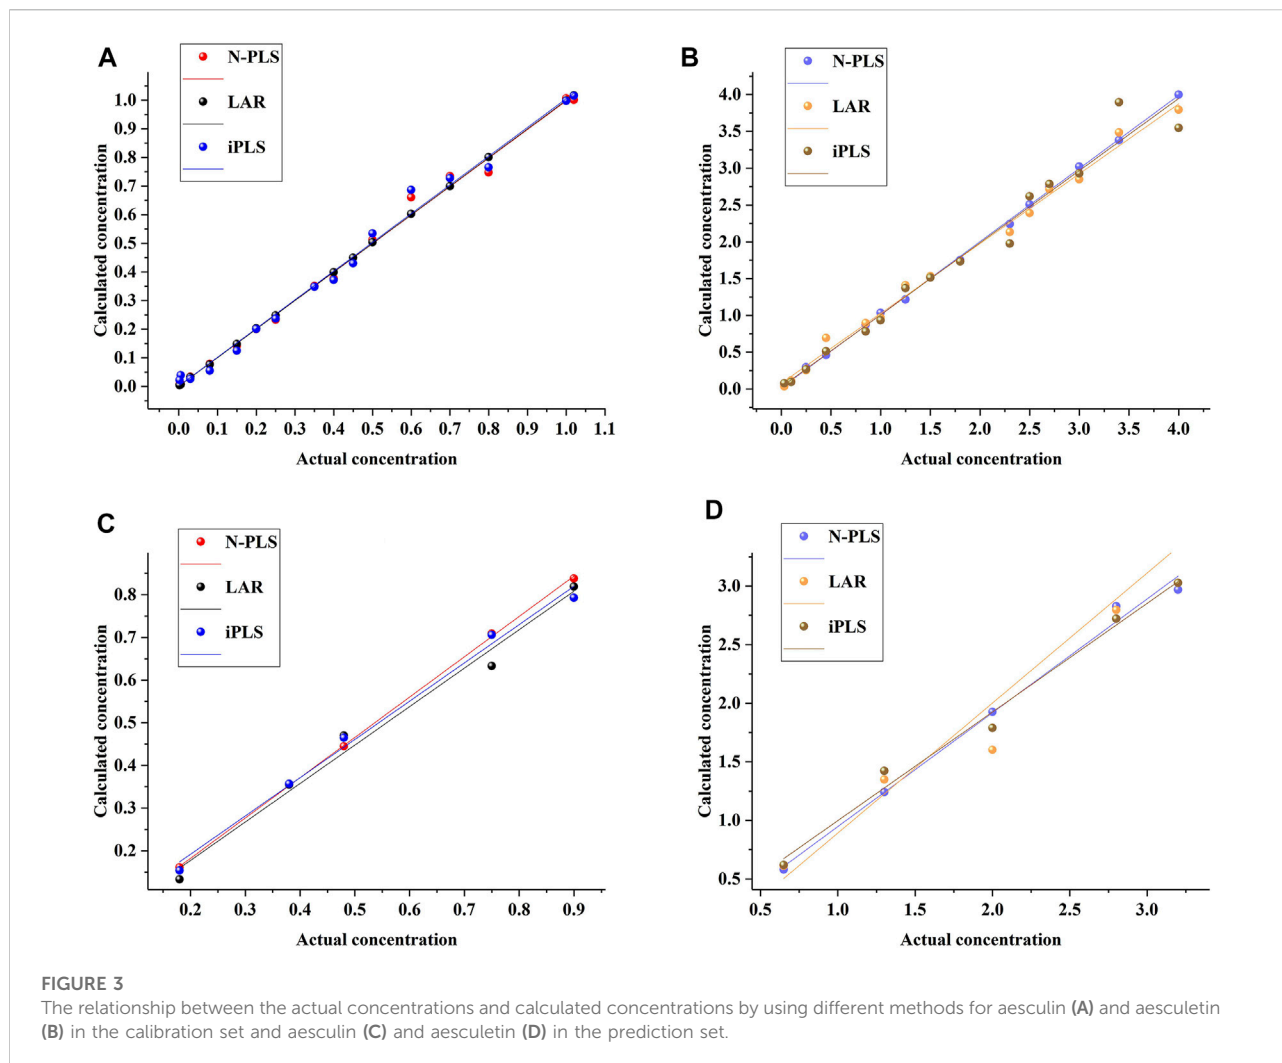 A
N-PLS
LAR
iPLS
Calculated concentration
1.0
0.9
0.8
0.7
0.6
0.5
0.4
0.3
0.2
0.1
0.0
0.0 0.1 0.2 0.3 0.4 0.5 0.6 0.7 0.8 0.9 1.0 1.1
Actual concentration
B
N-PLS
LAR
iPLS
Calculated concentration
4.0
3.5
3.0
2.5
2.0
1.5
1.0
0.5
0.0
0.0 0.5 1.0 1.5 2.0 2.5 3.0 3.5 4.0
Actual concentration
C
N-PLS
LAR
iPLS
Calculated concentration
0.8
0.7
0.6
0.5
0.4
0.3
0.2
0.2 0.3 0.4 0.5 0.6 0.7 0.8 0.9
Actual concentration
D
N-PLS
LAR
iPLS
Calculated concentration
3.0
2.5
2.0
1.5
1.0
0.5
0.5 1.0 1.5 2.0 2.5 3.0
Actual concentration
FIGURE 3
The relationship between the actual concentrations and calculated concentrations by using different methods for aesculin (A) and aesculetin
(B) in the calibration set and aesculin (C) and aesculetin (D) in the prediction set.